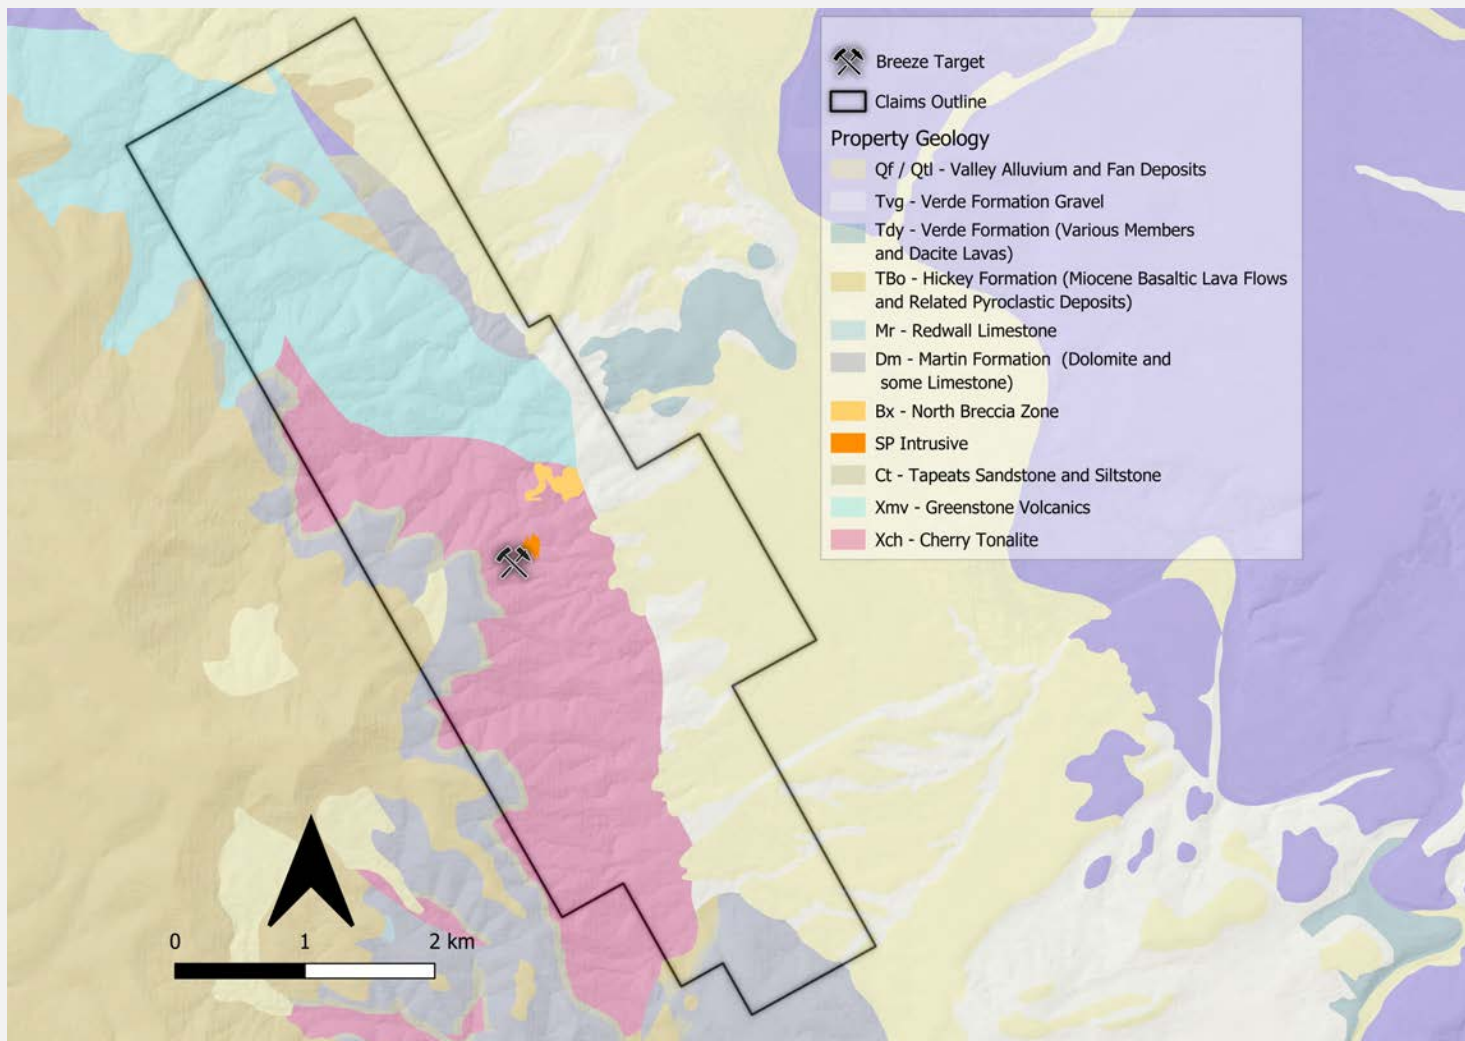 Breeze Target
Claims Outline
Property Geology
Qf / Qtl - Valley Alluvium and Fan Deposits
Tvg - Verde Formation Gravel
Tdy - Verde Formation (Various Members
and Dacite Lavas)
TBo - Hickey Formation (Miocene Basaltic Lava Flows
and Related Pyroclastic Deposits)
Mr - Redwall Limestone
Dm - Martin Formation (Dolomite and
some Limestone)
Bx - North Breccia Zone
SP Intrusive
Ct - Tapeats Sandstone and Siltstone
Xmv - Greenstone Volcanics
Xch - Cherry Tonalite
0 1 2 km